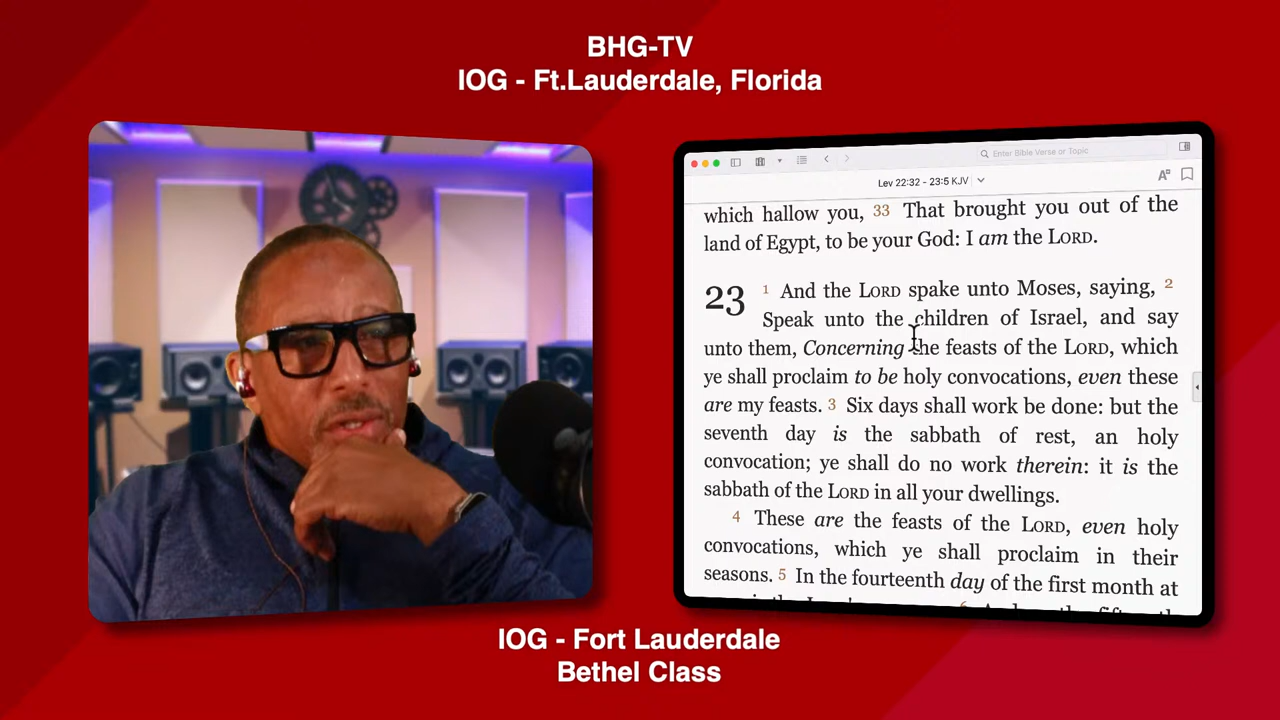 BHG-TV
IOG - Ft.Lauderdale, Florida
Enter Bible Verse or Topic
Lev 22:32 - 23:5 KJV
which hallow you, 33 That brought you out of the
land of Egypt, to be your God: I am the LORD.
23 1 And the LORD spake unto Moses, saying, 2
Speak unto the children of Israel, and say
unto them, Concerning the feasts of the LORD, which
ye shall proclaim to be holy convocations, even these
are my feasts. 3 Six days shall work be done: but the
seventh day is the sabbath of rest, an holy
convocation; ye shall do no work therein: it is the
sabbath of the LORD in all your dwellings.
4 These are the feasts of the LORD, even holy
convocations, which ye shall proclaim in their
seasons. 5 In the fourteenth day of the first month at
IOG - Fort Lauderdale
Bethel Class